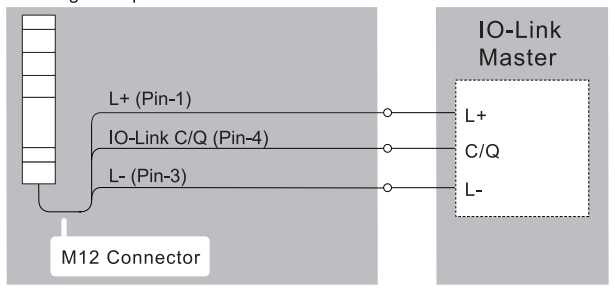 IO-Link
Master
L+ (Pin-1)
L+
IO-Link C/Q (Pin-4)
C/Q
L- (Pin-3)
L-
M12 Connector